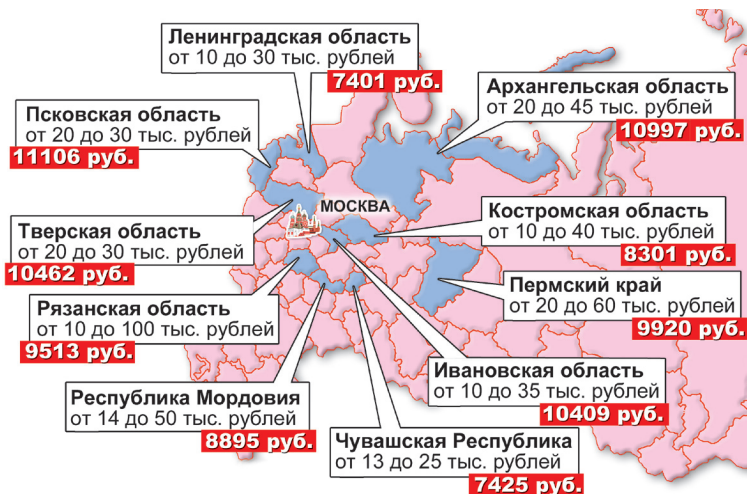 Ленинградская область
от 10 до 30 тыс. рублей
7401 руб.
Архангельская область
от 20 до 45 тыс. рублей
10997 руб.
Псковская область
от 20 до 30 тыс. рублей
11106 руб.
МОСКВА
Костромская область
от 10 до 40 тыс. рублей
8301 руб.
Тверская область
от 20 до 30 тыс. рублей
10462 руб.
Пермский край
от 20 до 60 тыс. рублей
9920 руб.
Рязанская область
от 10 до 100 тыс. рублей
9513 руб.
Ивановская область
от 10 до 35 тыс. рублей
10409 руб.
Республика Мордовия
от 14 до 50 тыс. рублей
8895 руб.
Чувашская Республика
от 13 до 25 тыс. рублей
7425 руб.